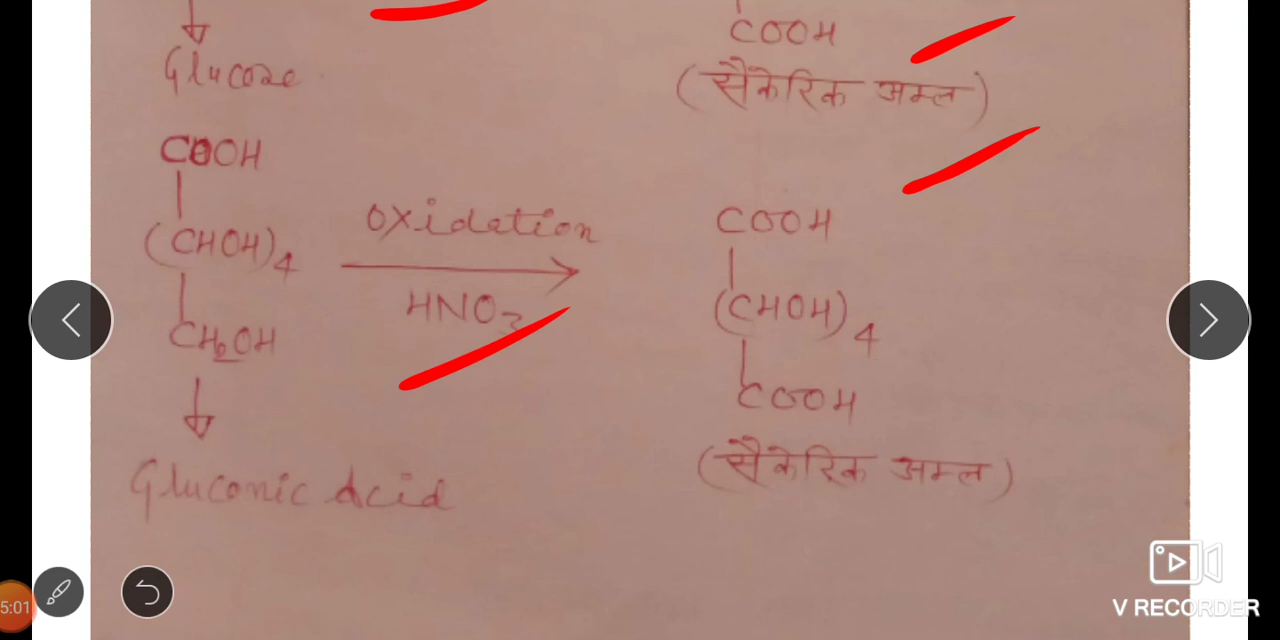 COOH
Glucose
(सैकेरिक अम्ल)
COOH
|
(CHOH)4
|
CH2OH
Oxidation
HNO3
COOH
|
(CHOH)4
|
COOH
Gluconic Acid
(सैकेरिक अम्ल)
5:01
V RECORDER